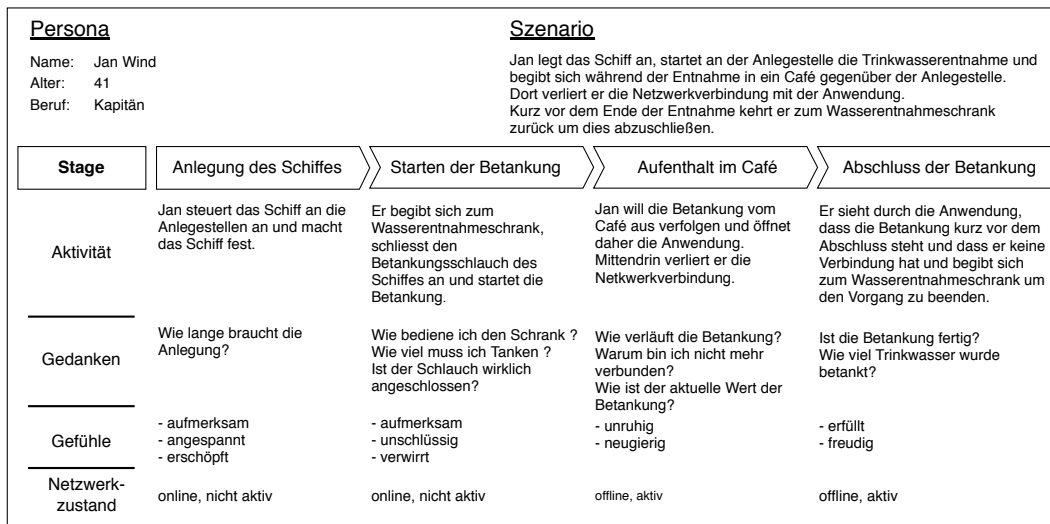 Persona
Name: Jan Wind
Alter: 41
Beruf: Kapitän
Szenario
Jan legt das Schiff an, startet an der Anlegestelle die Trinkwasserentnahme und
begibt sich während der Entnahme in ein Café gegenüber der Anlegestelle.
Dort verliert er die Netzwerkverbindung mit der Anwendung.
Kurz vor dem Ende der Entnahme kehrt er zum Wasserentnahmeschrank
zurück um dies abzuschließen.
Stage
Anlegung des Schiffes
Starten der Betankung
Aufenthalt im Café
Abschluss der Betankung
Aktivität
Jan steuert das Schiff an die
Anlegestellen an und macht
das Schiff fest.
Er begibt sich zum
Wasserentnahmeschrank,
schliesst den
Betankungsschlauch des
Schiffes an und startet die
Betankung.
Jan will die Betankung vom
Café aus verfolgen und öffnet
daher die Anwendung.
Mittendrin verliert er die
Netkwerkverbindung.
Er sieht durch die Anwendung,
dass die Betankung kurz vor dem
Abschluss steht und dass er keine
Verbindung hat und begibt sich
zum Wasserentnahmeschrank um
den Vorgang zu beenden.
Gedanken
Wie lange braucht die
Anlegung?
Wie bediene ich den Schrank ?
Wie viel muss ich Tanken ?
Ist der Schlauch wirklich
angeschlossen?
Wie verläuft die Betankung?
Warum bin ich nicht mehr
verbunden?
Wie ist der aktuelle Wert der
Betankung?
Ist die Betankung fertig?
Wie viel Trinkwasser wurde
betankt?
Gefühle
- aufmerksam
- angespannt
- erschöpft
- aufmerksam
- unschlüssig
- verwirrt
- unruhig
- neugierig
- erfüllt
- freudig
Netzwerk-
zustand
online, nicht aktiv
online, nicht aktiv
offline, aktiv
offline, aktiv